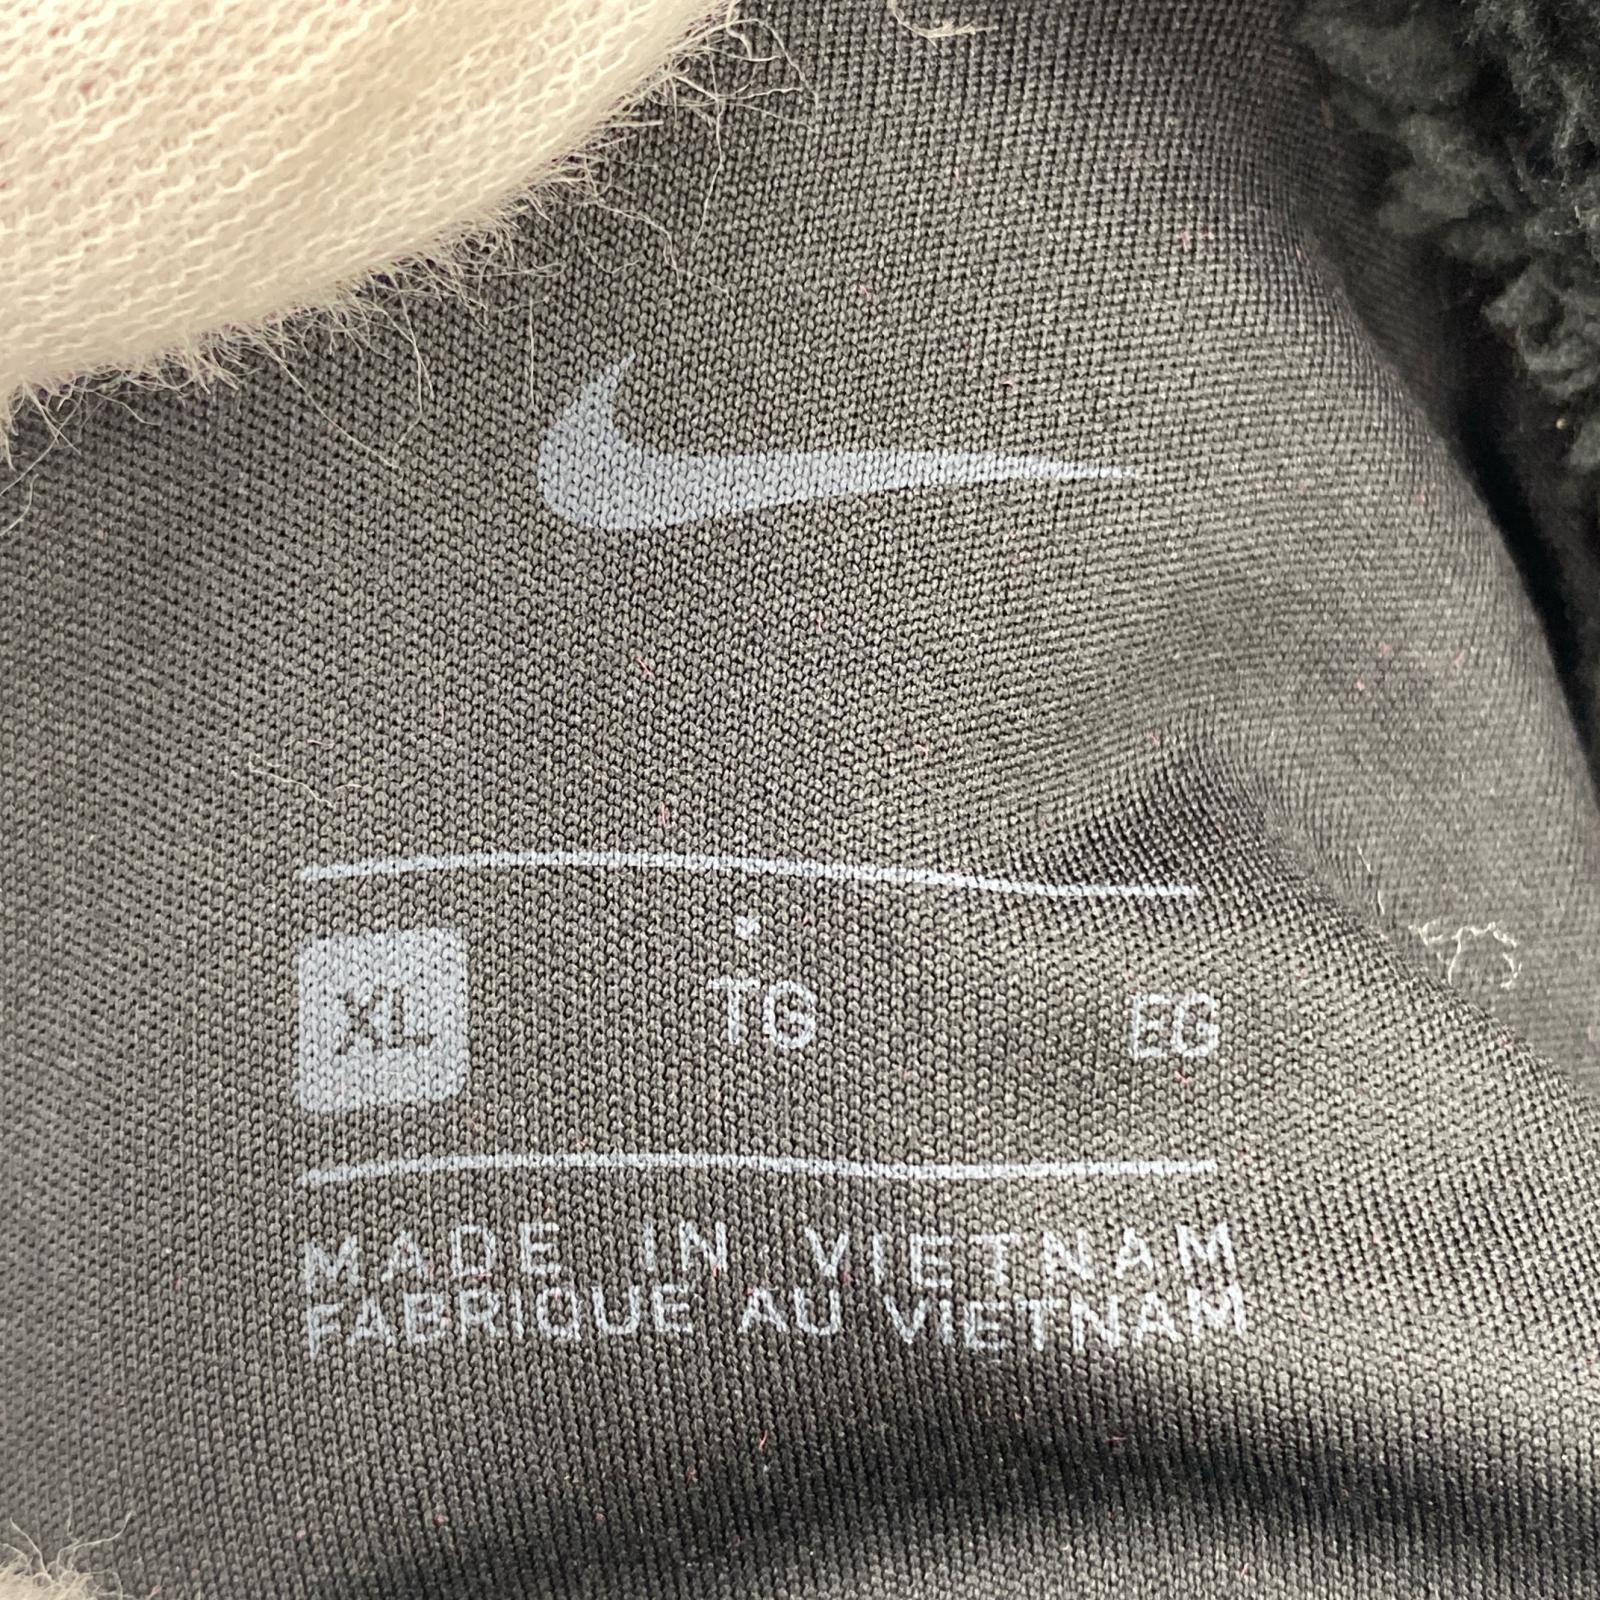 XL TG EG
MADE IN VIETNAM
FABRIQUE AU VIETNAM